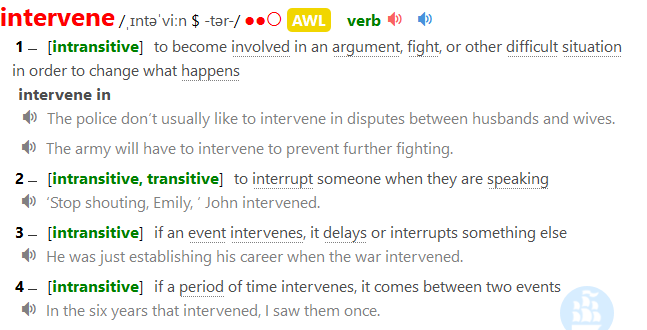 intervene /ˌɪntəˈviːn $ -tər-/ ●●○ AWL verb
1 – [intransitive] to become involved in an argument, fight, or other difficult situation
in order to change what happens
intervene in
The police don’t usually like to intervene in disputes between husbands and wives.
The army will have to intervene to prevent further fighting.
2 – [intransitive, transitive] to interrupt someone when they are speaking
‘Stop shouting, Emily, ’ John intervened.
3 – [intransitive] if an event intervenes, it delays or interrupts something else
He was just establishing his career when the war intervened.
4 – [intransitive] if a period of time intervenes, it comes between two events
In the six years that intervened, I saw them once.